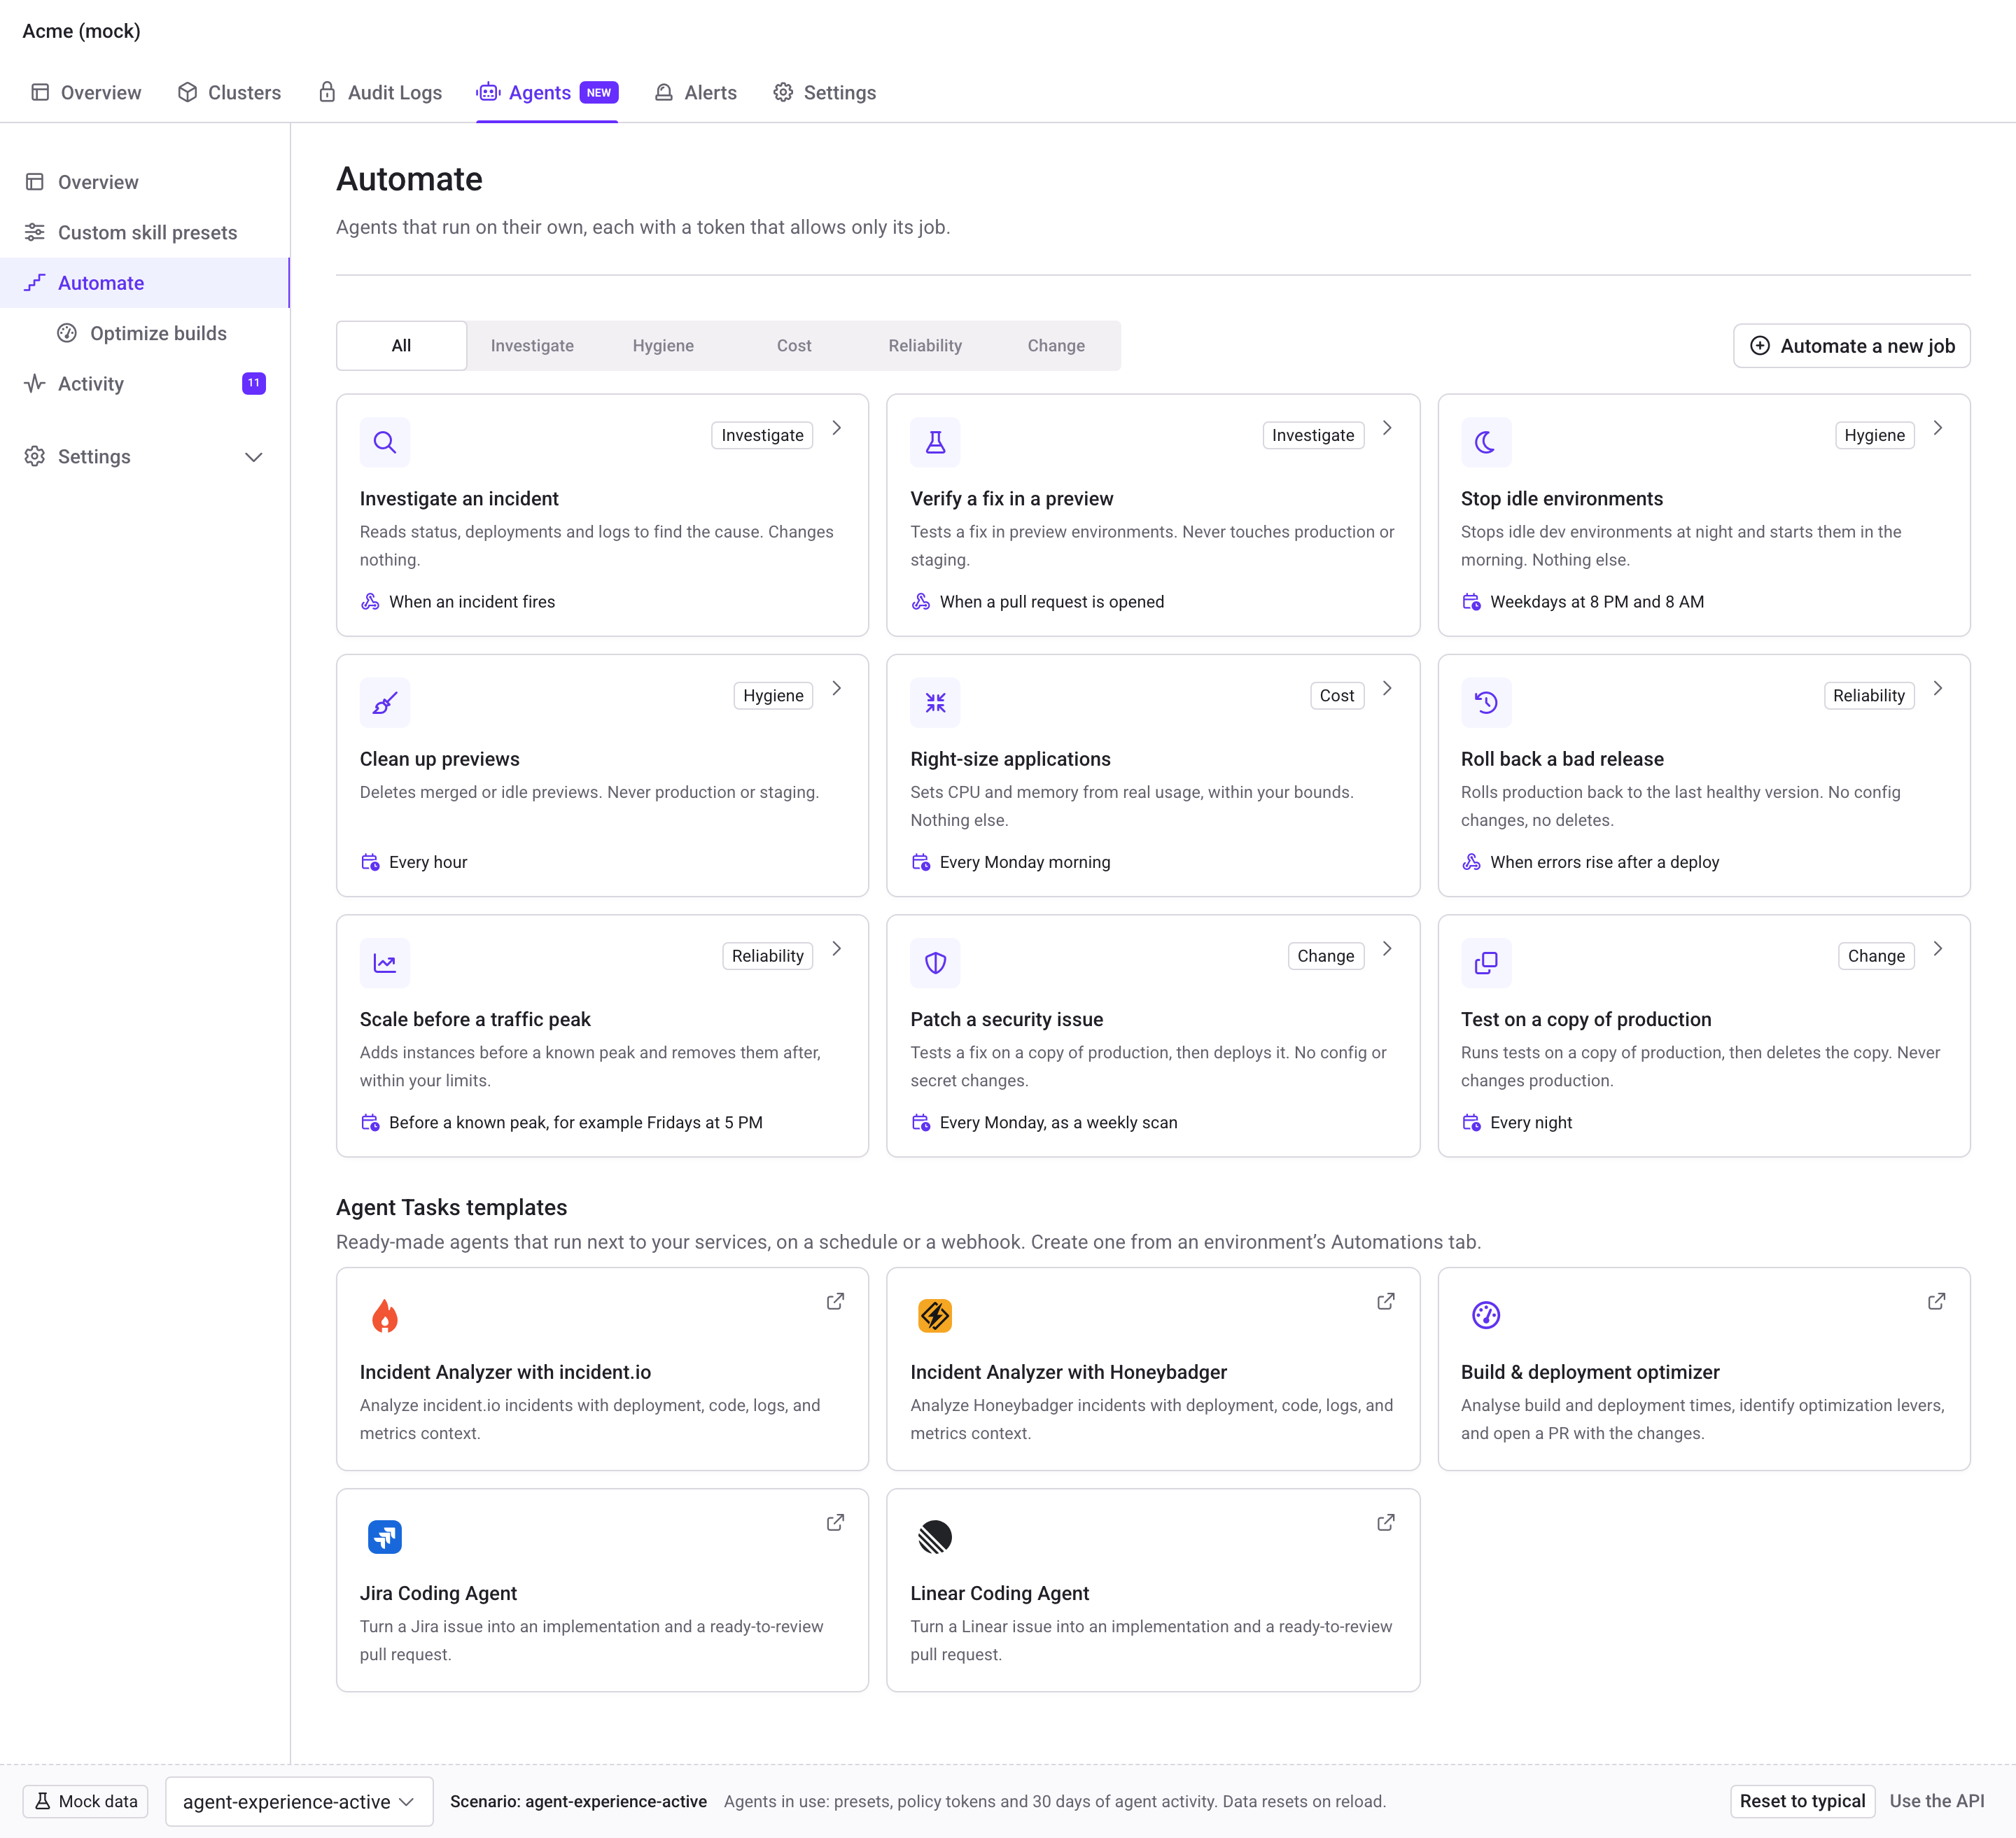 Acme (mock)
Overview
Clusters
Audit Logs
Agents NEW
Alerts
Settings
Overview
Custom skill presets
Automate
Optimize builds
Activity 11
Settings
Automate
Agents that run on their own, each with a token that allows only its job.
All
Investigate
Hygiene
Cost
Reliability
Change
Automate a new job
Investigate
Investigate an incident
Reads status, deployments and logs to find the cause. Changes
nothing.
When an incident fires
Investigate
Verify a fix in a preview
Tests a fix in preview environments. Never touches production or
staging.
When a pull request is opened
Hygiene
Stop idle environments
Stops idle dev environments at night and starts them in the
morning. Nothing else.
Weekdays at 8 PM and 8 AM
Hygiene
Clean up previews
Deletes merged or idle previews. Never production or staging.
Every hour
Cost
Right-size applications
Sets CPU and memory from real usage, within your bounds.
Nothing else.
Every Monday morning
Reliability
Roll back a bad release
Rolls production back to the last healthy version. No config
changes, no deletes.
When errors rise after a deploy
Reliability
Scale before a traffic peak
Adds instances before a known peak and removes them after,
within your limits.
Before a known peak, for example Fridays at 5 PM
Change
Patch a security issue
Tests a fix on a copy of production, then deploys it. No config or
secret changes.
Every Monday, as a weekly scan
Change
Test on a copy of production
Runs tests on a copy of production, then deletes the copy. Never
changes production.
Every night
Agent Tasks templates
Ready-made agents that run next to your services, on a schedule or a webhook. Create one from an environment’s Automations tab.
Incident Analyzer with incident.io
Analyze incident.io incidents with deployment, code, logs, and
metrics context.
Incident Analyzer with Honeybadger
Analyze Honeybadger incidents with deployment, code, logs, and
metrics context.
Build & deployment optimizer
Analyse build and deployment times, identify optimization levers,
and open a PR with the changes.
Jira Coding Agent
Turn a Jira issue into an implementation and a ready-to-review
pull request.
Linear Coding Agent
Turn a Linear issue into an implementation and a ready-to-review
pull request.
Mock data
agent-experience-active
Scenario: agent-experience-active
Agents in use: presets, policy tokens and 30 days of agent activity. Data resets on reload.
Reset to typical
Use the API